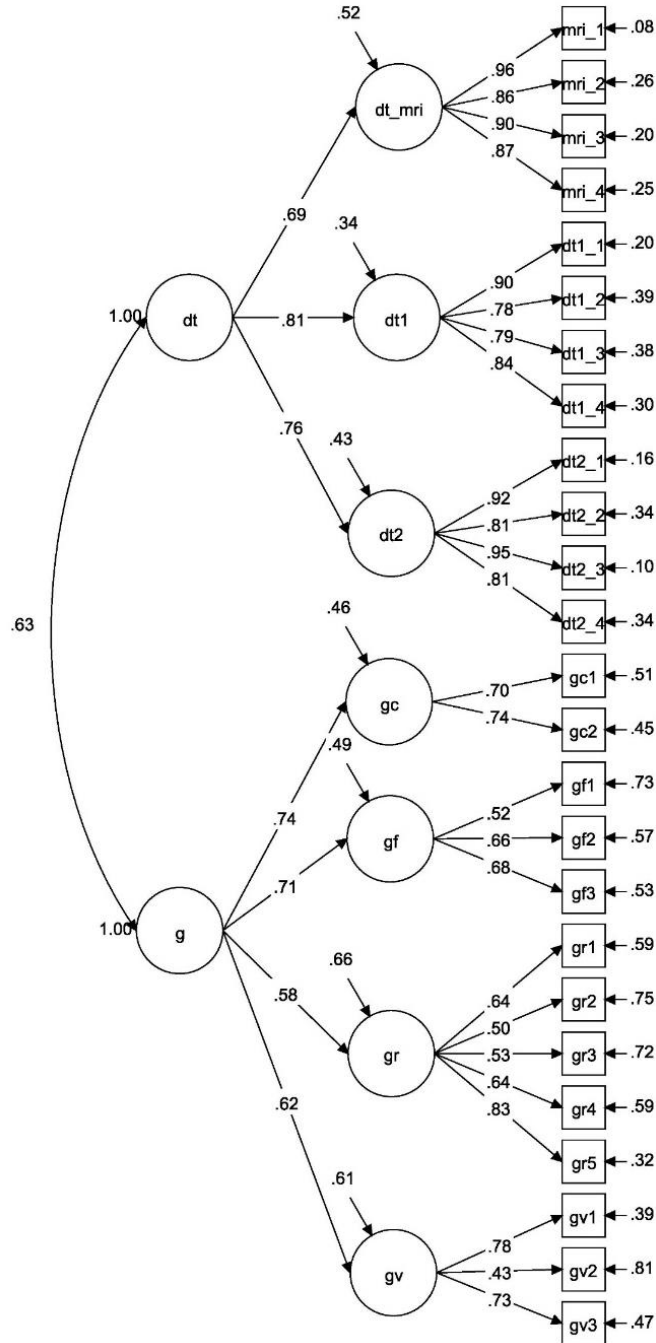 .52
mri_1 .08
.96
mri_2 .26
.86
dt_mri
.90 mri_3 .20
.87
mri_4 .25
.69
.34
dt1_1 .20
.90
dt1_2 .39
.78
1.00 dt .81 dt1
.79 dt1_3 .38
.84
dt1_4 .30
.76
.43
dt2_1 .16
.92
dt2_2 .34
.81
dt2
.95 dt2_3 .10
.81
dt2_4 .34
.63
.46
gc1 .51
.70
gc
.74 gc2 .45
.49
.74
gf1 .73
.52
gf .66 gf2 .57
.71
.68
gf3 .53
1.00 g
gr1 .59
.66
.58
.64 gr2 .75
.50
gr .53 gr3 .72
.64
.62 gr4 .59
.83
gr5 .32
.61
gv1 .39
.78
gv .43 gv2 .81
.73
gv3 .47